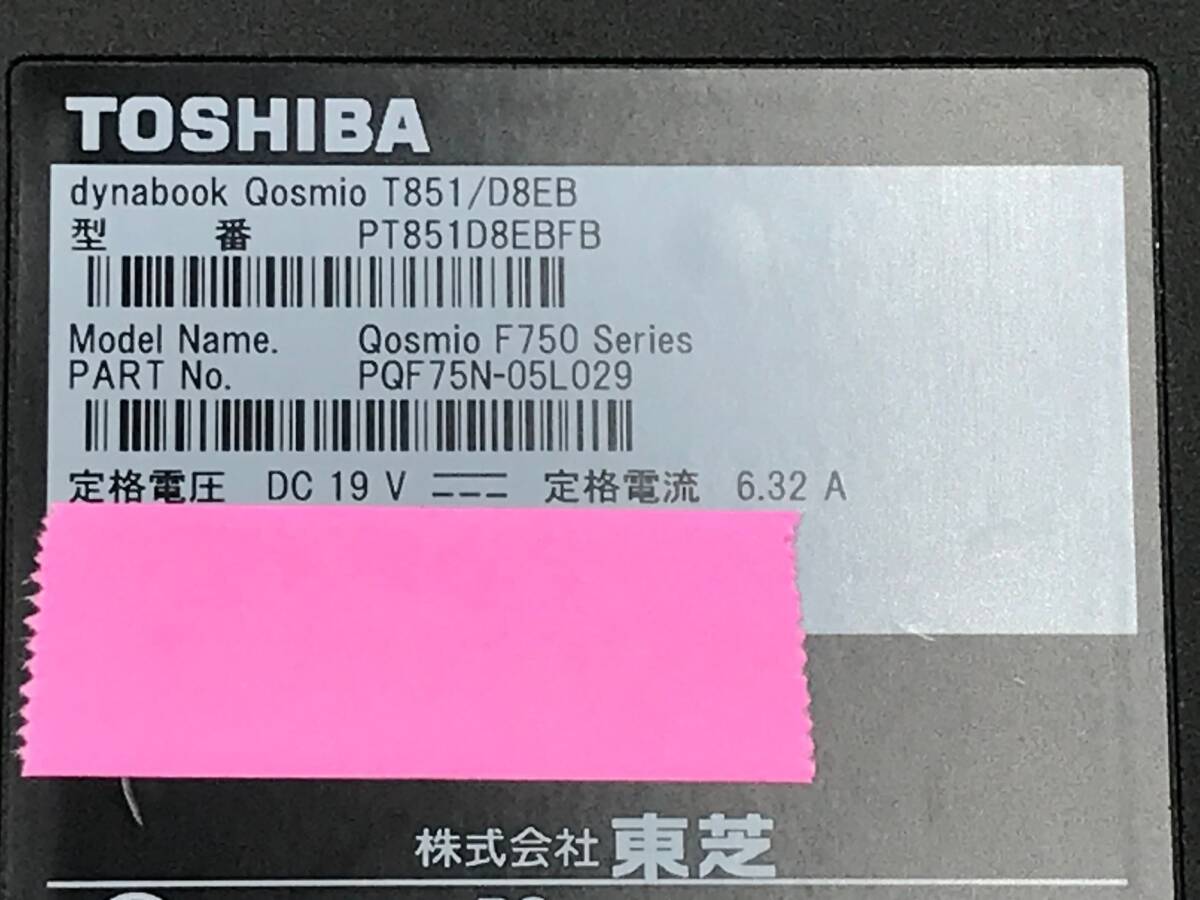 TOSHIBA
dynabook Qosmio T851/D8EB
型 番 PT851D8EBFB
Model Name. Qosmio F750 Series
PART No. PQF75N-05L029
定格電圧 DC 19 V 定格電流 6.32 A
株式会社 東芝